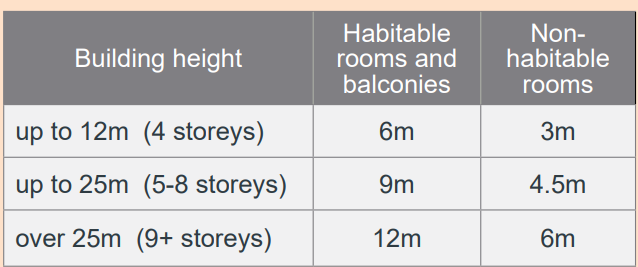 Building height
Habitable
rooms and
balconies
Non-
habitable
rooms
up to 12m (4 storeys)
6m
3m
up to 25m (5-8 storeys)
9m
4.5m
over 25m (9+ storeys)
12m
6m